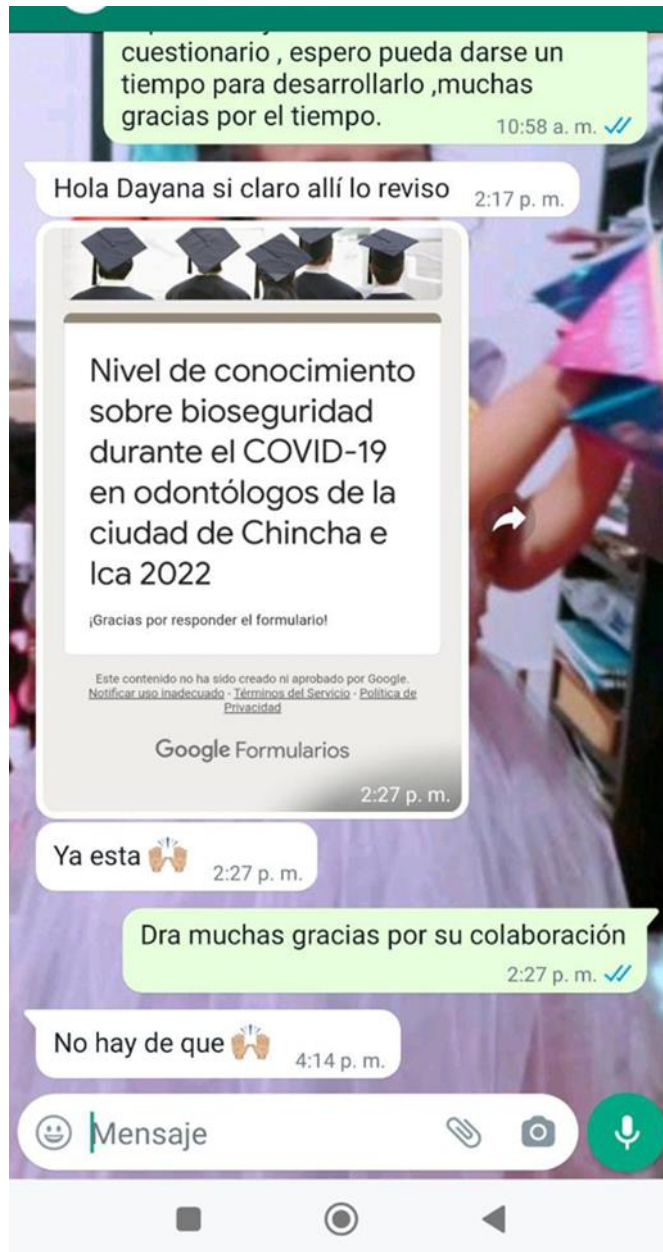 cuestionario , espero pueda darse un
tiempo para desarrollarlo ,muchas
gracias por el tiempo.
10:58 a. m.
Hola Dayana si claro allí lo reviso
2:17 p. m.
Nivel de conocimiento
sobre bioseguridad
durante el COVID-19
en odontólogos de la
ciudad de Chincha e
Ica 2022
¡Gracias por responder el formulario!
Este contenido no ha sido creado ni aprobado por Google.
Notificar uso inadecuado - Términos del Servicio - Política de
Privacidad
Google Formularios
2:27 p. m.
Ya esta 🙌🏼
2:27 p. m.
Dra muchas gracias por su colaboración
2:27 p. m.
No hay de que 🙌🏼
4:14 p. m.
Mensaje